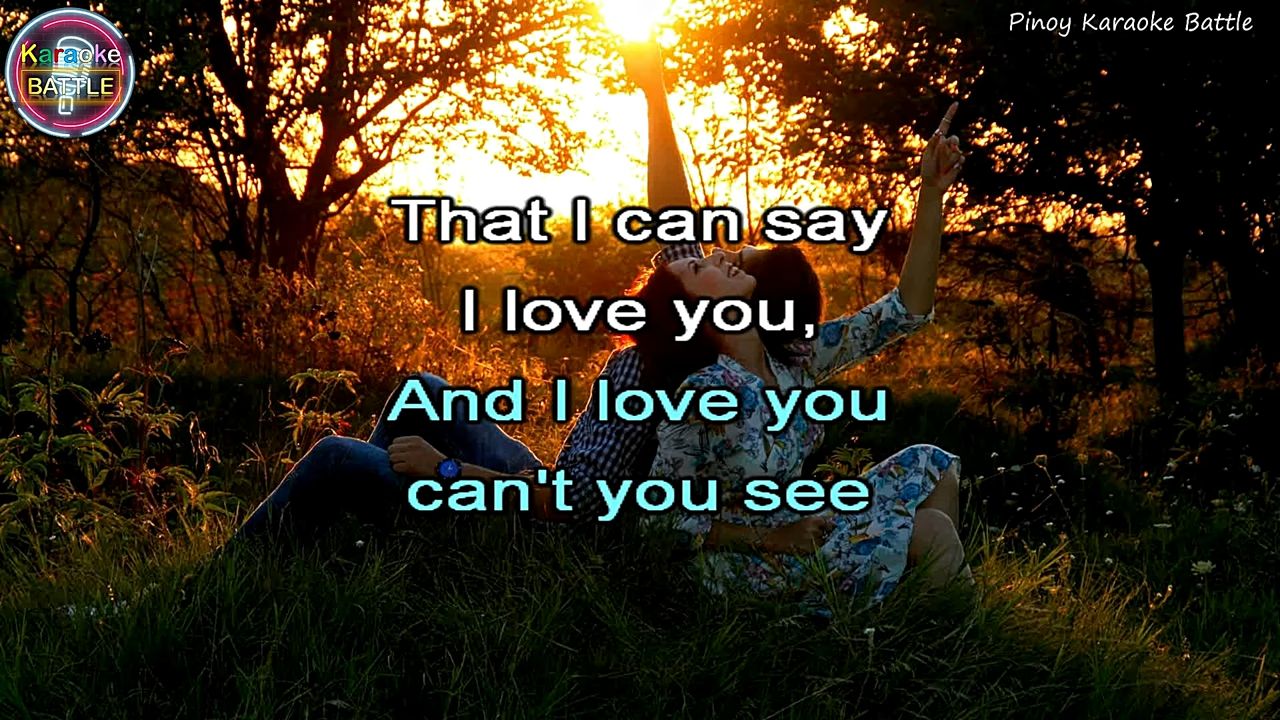 Karaoke
BATTLE
Pinoy Karaoke Battle
That I can say
I love you,
And I love you
can't you see